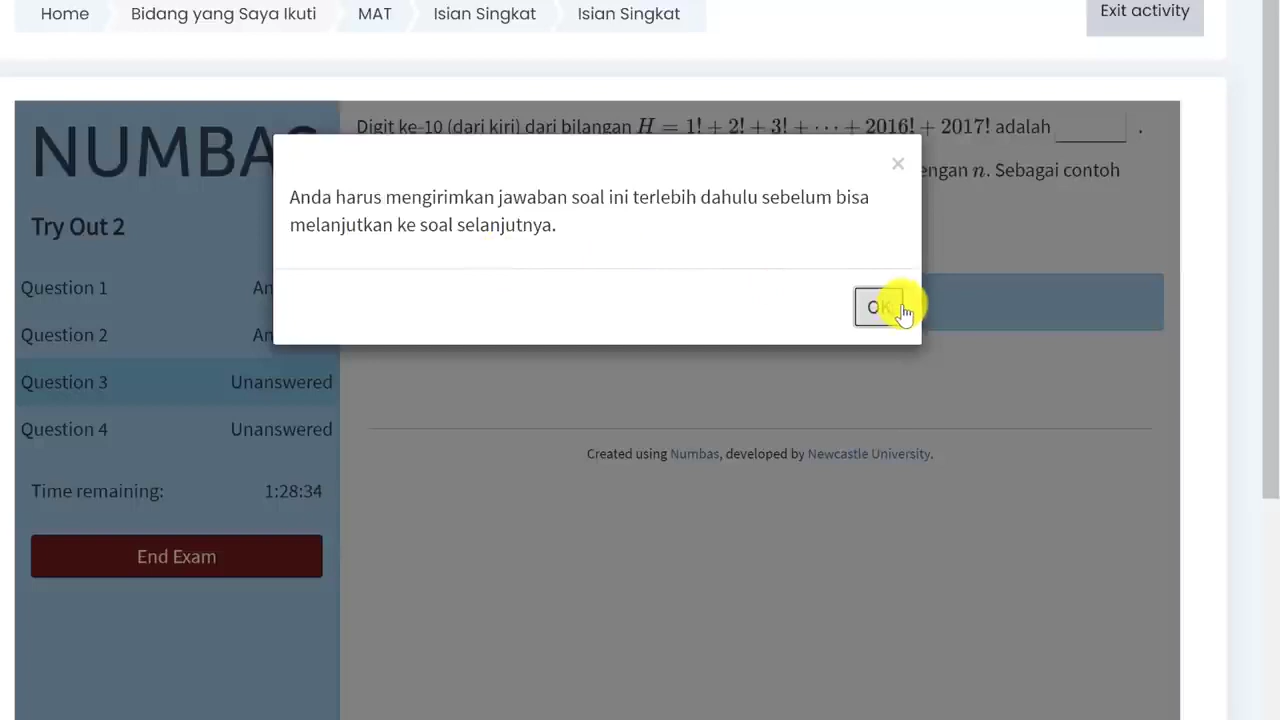 Home Bidang yang Saya Ikuti MAT Isian Singkat Isian Singkat Exit activity
NUMBA
Digit ke-10 (dari kiri) dari bilangan H = 1! + 2! + 3! + ⋯ + 2016! + 2017! adalah .
engan n. Sebagai contoh
×
Anda harus mengirimkan jawaban soal ini terlebih dahulu sebelum bisa
melanjutkan ke soal selanjutnya.
OK
Try Out 2
Question 1 An
Question 2 An
Question 3 Unanswered
Question 4 Unanswered
Created using Numbas, developed by Newcastle University.
Time remaining: 1:28:34
End Exam